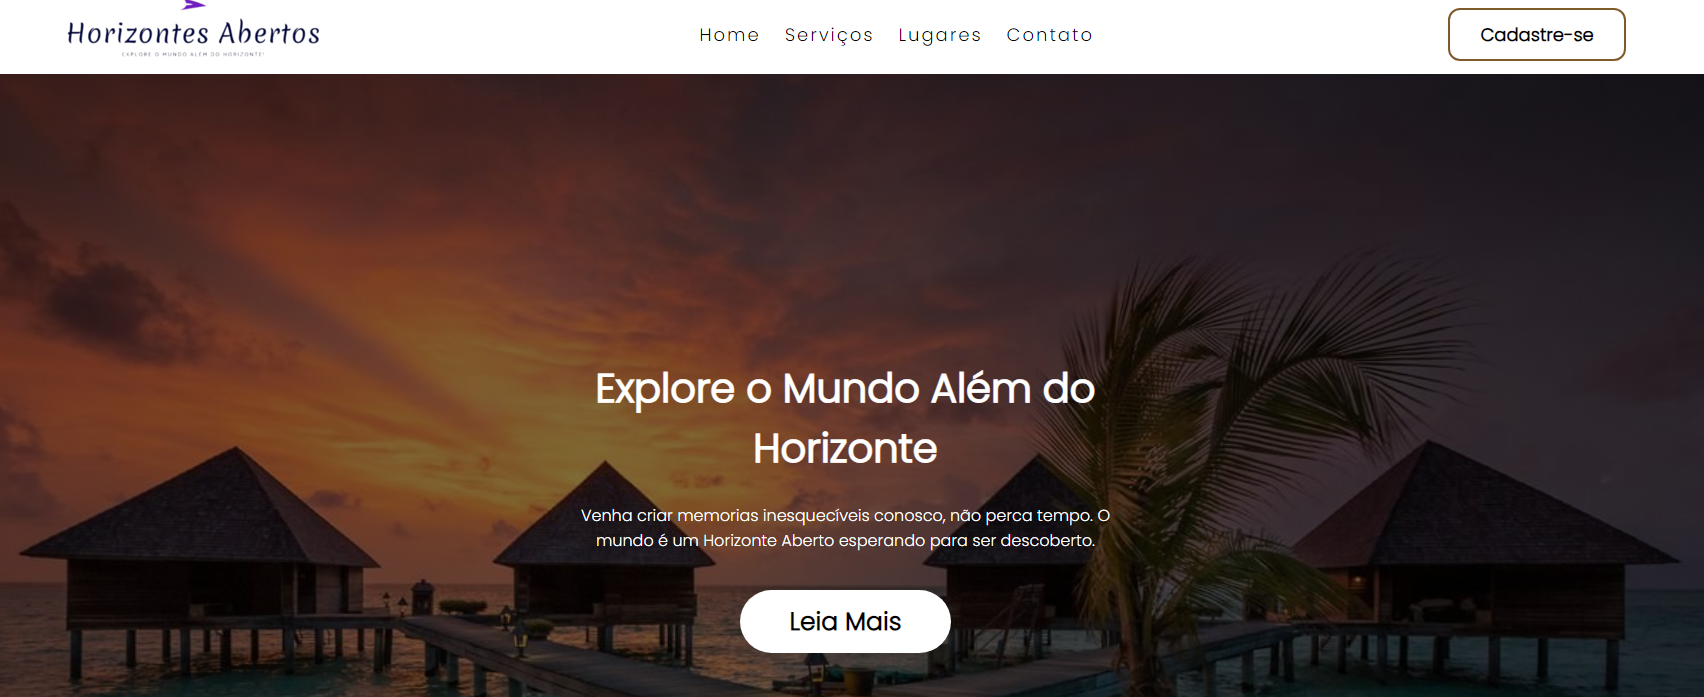 Horizontes Abertos
EXPLORE O MUNDO ALÉM DO HORIZONTE!
Home Serviços Lugares Contato
Cadastre-se
Explore o Mundo Além do
Horizonte
Venha criar memorias inesquecíveis conosco, não perca tempo. O
mundo é um Horizonte Aberto esperando para ser descoberto.
Leia Mais